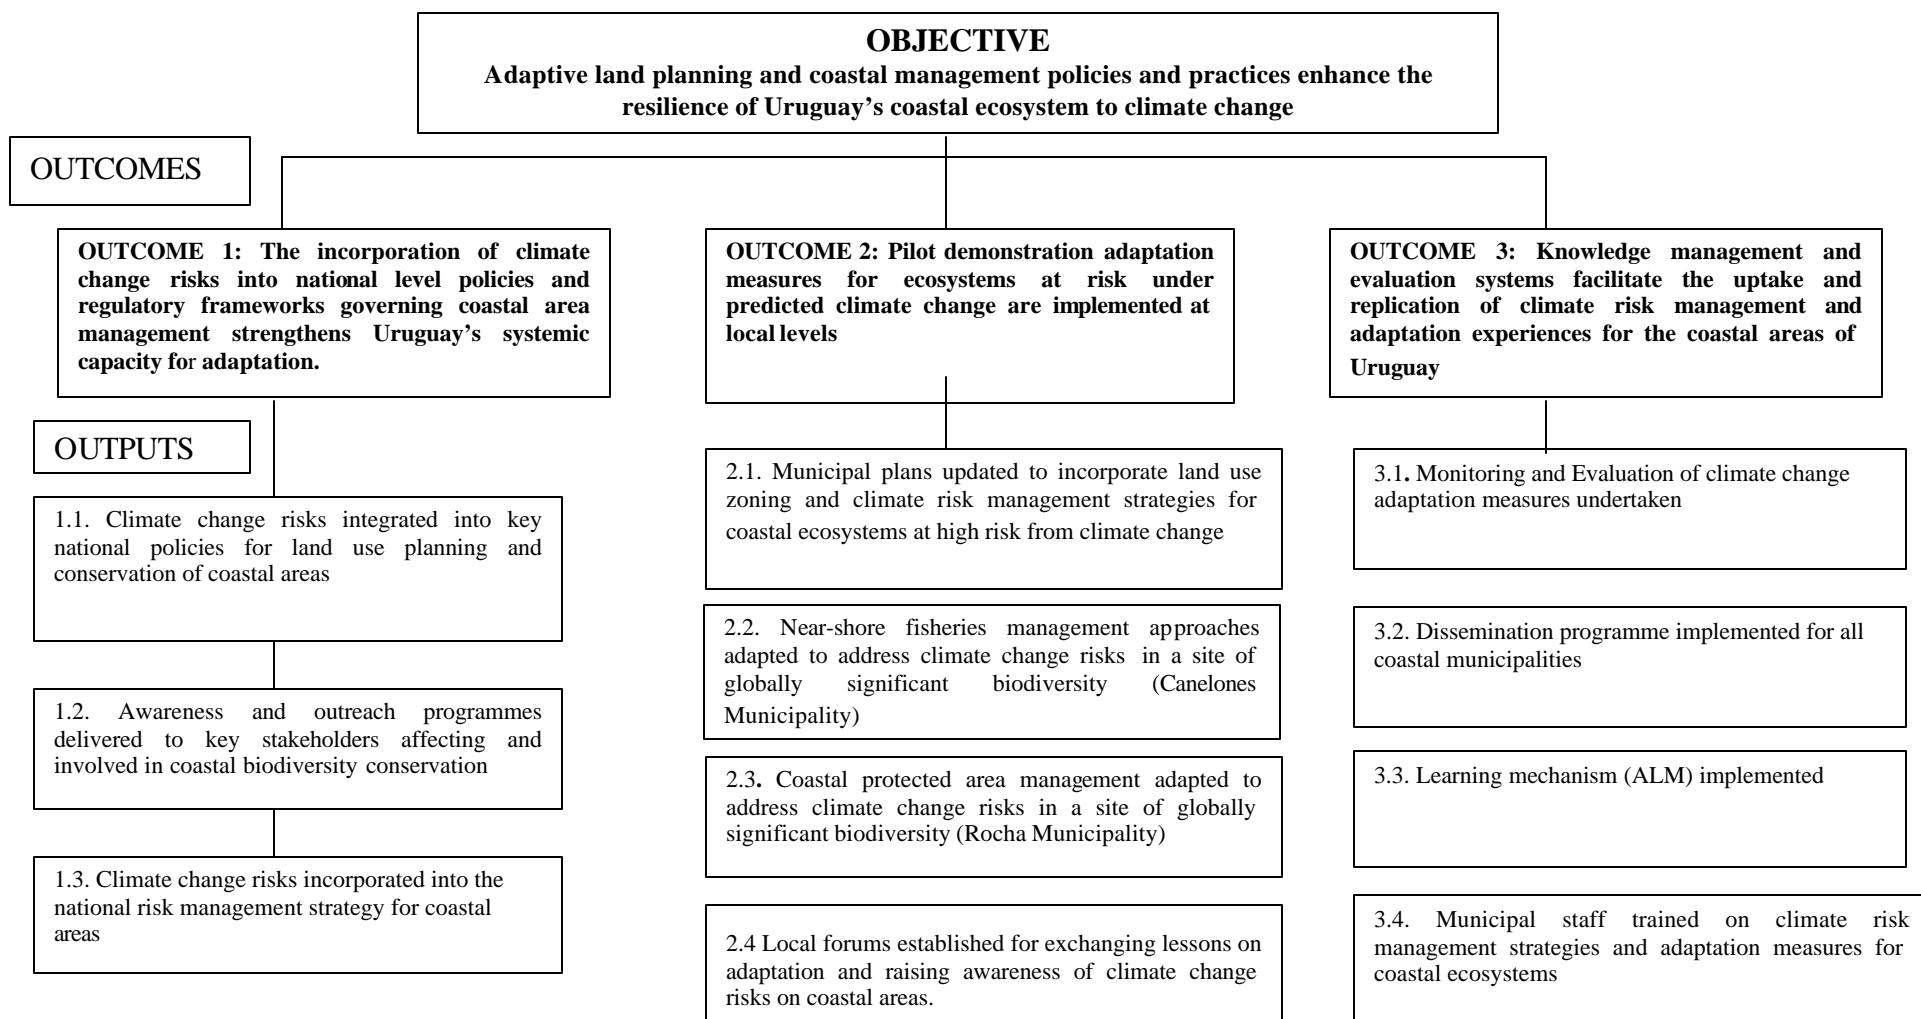 OBJECTIVE
Adaptive land planning and coastal management policies and practices enhance the
resilience of Uruguay's coastal ecosystem to climate change
OUTCOMES
OUTCOME 1: The incorporation of climate
change risks into national level policies and
regulatory frameworks governing coastal area
management strengthens Uruguay's systemic
capacity for adaptation.
OUTCOME 2: Pilot demonstration adaptation
measures for ecosystems at risk under
predicted climate change are implemented at
local levels
OUTCOME 3: Knowledge management and
evaluation systems facilitate the uptake and
replication of climate risk management and
adaptation experiences for the coastal areas of
Uruguay
OUTPUTS
1.1. Climate change risks integrated into key
national policies for land use planning and
conservation of coastal areas
1.2. Awareness and outreach programmes
delivered to key stakeholders affecting and
involved in coastal biodiversity conservation
1.3. Climate change risks incorporated into the
national risk management strategy for coastal
areas
2.1. Municipal plans updated to incorporate land use
zoning and climate risk management strategies for
coastal ecosystems at high risk from climate change
2.2. Near-shore fisheries management approaches
adapted to address climate change risks in a site of
globally significant biodiversity (Canelones
Municipality)
2.3. Coastal protected area management adapted to
address climate change risks in a site of globally
significant biodiversity (Rocha Municipality)
2.4 Local forums established for exchanging lessons on
adaptation and raising awareness of climate change
risks on coastal areas.
3.1. Monitoring and Evaluation of climate change
adaptation measures undertaken
3.2. Dissemination programme implemented for all
coastal municipalities
3.3. Learning mechanism (ALM) implemented
3.4. Municipal staff trained on climate risk
management strategies and adaptation measures for
coastal ecosystems